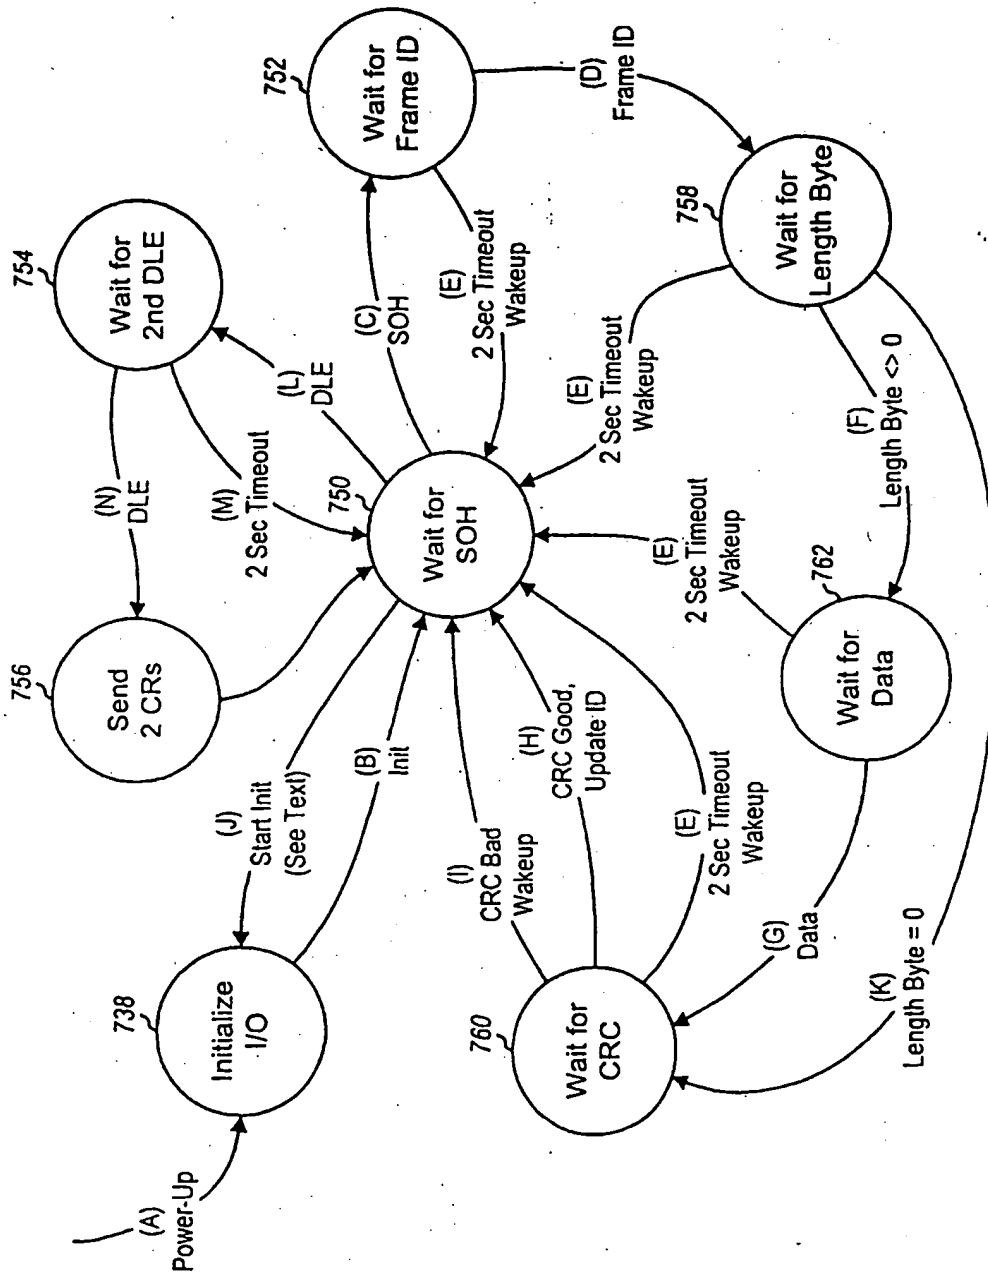 (A)
Power-Up
738
Initialize
I/O
(J)
Start Init
(See Text)
(B)
Init
756
Send
2 CRs
(N)
DLE
(M)
2 Sec Timeout
754
Wait for
2nd DLE
(L)
DLE
750
Wait for
SOH
(C)
SOH
(E)
2 Sec Timeout
Wakeup
752
Wait for
Frame ID
(D)
Frame ID
758
Wait for
Length Byte
(E)
2 Sec Timeout
Wakeup
(F)
Length Byte <> 0
762
Wait for
Data
(E)
2 Sec Timeout
Wakeup
(G)
Data
(K)
Length Byte = 0
760
Wait for
CRC
(I)
CRC Bad
Wakeup
(H)
CRC Good,
Update ID
(E)
2 Sec Timeout
Wakeup